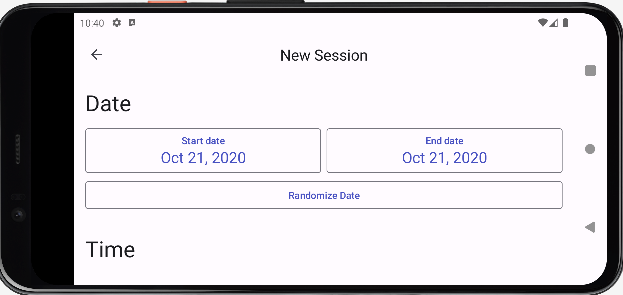 10:40
New Session
Date
Start date
Oct 21, 2020
End date
Oct 21, 2020
Randomize Date
Time